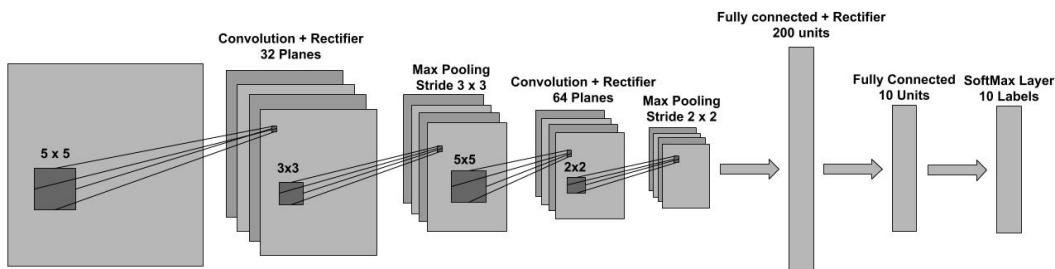 Convolution + Rectifier
32 Planes
Max Pooling
Stride 3 x 3
Convolution + Rectifier
64 Planes
Max Pooling
Stride 2 x 2
Fully connected + Rectifier
200 units
Fully Connected
10 Units
SoftMax Layer
10 Labels
5 x 5
3x3
5x5
2x2